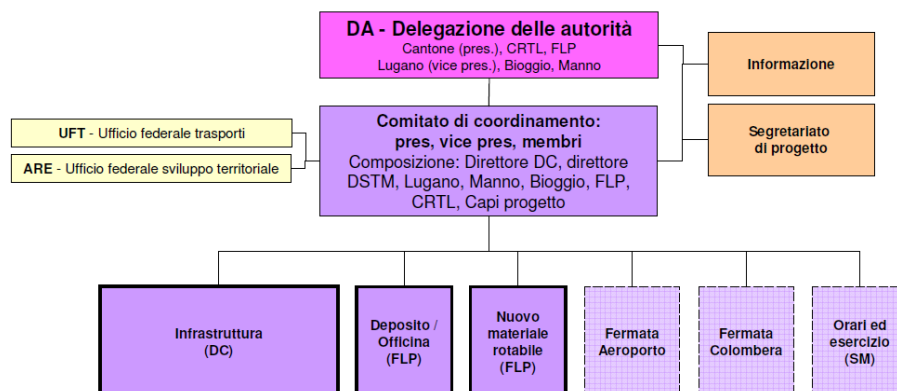 DA - Delegazione delle autorità
Cantone (pres.), CRTL, FLP
Lugano (vice pres.), Bioggio, Manno
Informazione
Segretariato
di progetto
UFT - Ufficio federale trasporti
ARE - Ufficio federale sviluppo territoriale
Comitato di coordinamento:
pres, vice pres, membri
Composizione: Direttore DC, direttore
DSTM, Lugano, Manno, Bioggio, FLP,
CRTL, Capi progetto
Infrastruttura
(DC)
Deposito /
Officina
(FLP)
Nuovo
materiale
rotabile
(FLP)
Fermata
Aeroporto
Fermata
Colombera
Orari ed
esercizio
(SM)